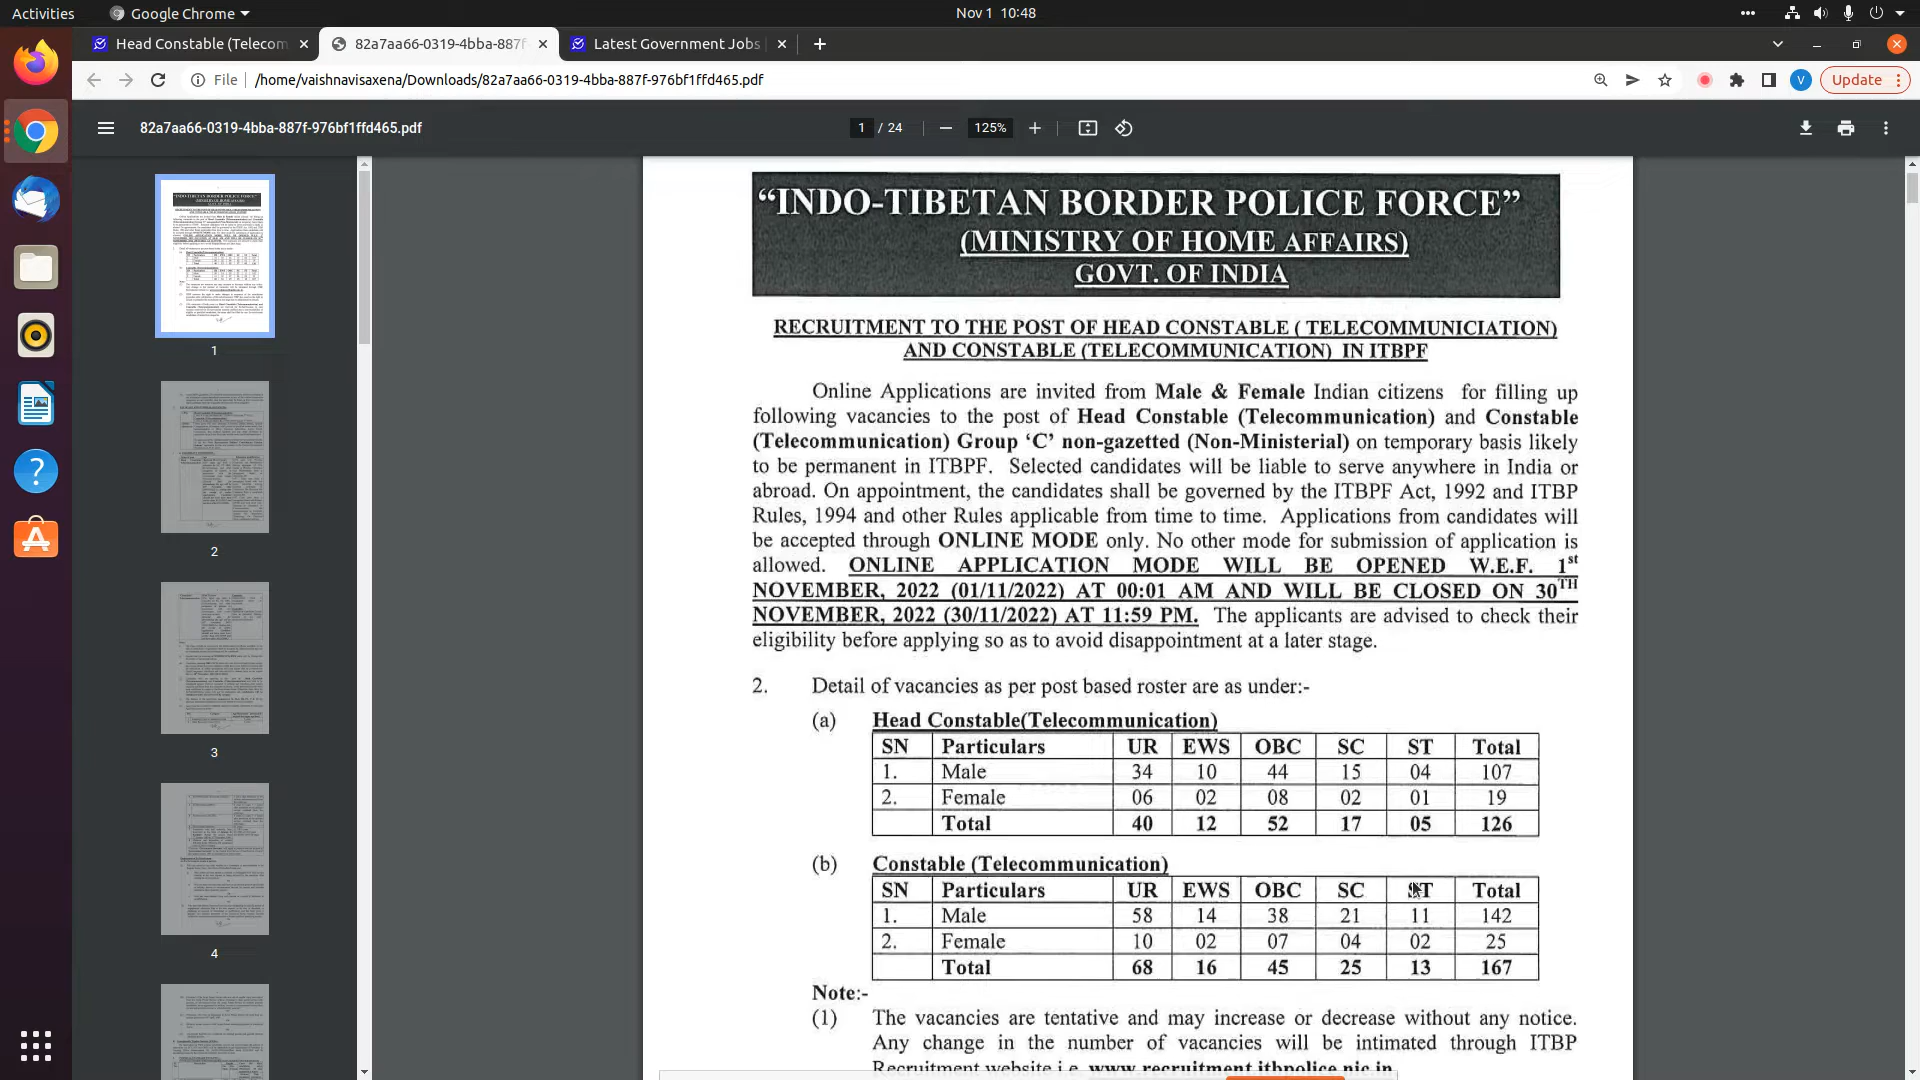 Activities Google Chrome Nov 1 10:48
Head Constable (Telecom 82a7aa66-0319-4bba-887f Latest Government Jobs
File /home/vaishnavisaxena/Downloads/82a7aa66-0319-4bba-887f-976bf1ffd465.pdf V Update
82a7aa66-0319-4bba-887f-976bf1ffd465.pdf 1 / 24 125%
1
2
3
4
“INDO-TIBETAN BORDER POLICE FORCE”
(MINISTRY OF HOME AFFAIRS)
GOVT. OF INDIA
RECRUITMENT TO THE POST OF HEAD CONSTABLE ( TELECOMMUNICIATION)
AND CONSTABLE (TELECOMMUNICATION) IN ITBPF
Online Applications are invited from Male & Female Indian citizens for filling up
following vacancies to the post of Head Constable (Telecommunication) and Constable
(Telecommunication) Group ‘C’ non-gazetted (Non-Ministerial) on temporary basis likely
to be permanent in ITBPF. Selected candidates will be liable to serve anywhere in India or
abroad. On appointment, the candidates shall be governed by the ITBPF Act, 1992 and ITBP
Rules, 1994 and other Rules applicable from time to time. Applications from candidates will
be accepted through ONLINE MODE only. No other mode for submission of application is
allowed. ONLINE APPLICATION MODE WILL BE OPENED W.E.F. 1st
NOVEMBER, 2022 (01/11/2022) AT 00:01 AM AND WILL BE CLOSED ON 30TH
NOVEMBER, 2022 (30/11/2022) AT 11:59 PM. The applicants are advised to check their
eligibility before applying so as to avoid disappointment at a later stage.
2. Detail of vacancies as per post based roster are as under:-
(a) Head Constable(Telecommunication)
SN Particulars UR EWS OBC SC ST Total
1. Male 34 10 44 15 04 107
2. Female 06 02 08 02 01 19
Total 40 12 52 17 05 126
(b) Constable (Telecommunication)
SN Particulars UR EWS OBC SC ST Total
1. Male 58 14 38 21 11 142
2. Female 10 02 07 04 02 25
Total 68 16 45 25 13 167
Note:-
(1) The vacancies are tentative and may increase or decrease without any notice.
Any change in the number of vacancies will be intimated through ITBP
Recruitment website i.e. www.recruitment.itbpolice.nic.in